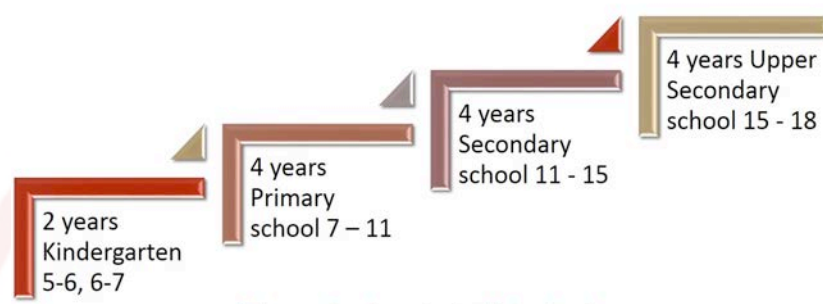 2 years
Kindergarten
5-6, 6-7
4 years
Primary
school 7 – 11
4 years
Secondary
school 11 - 15
4 years Upper
Secondary
school 15 - 18